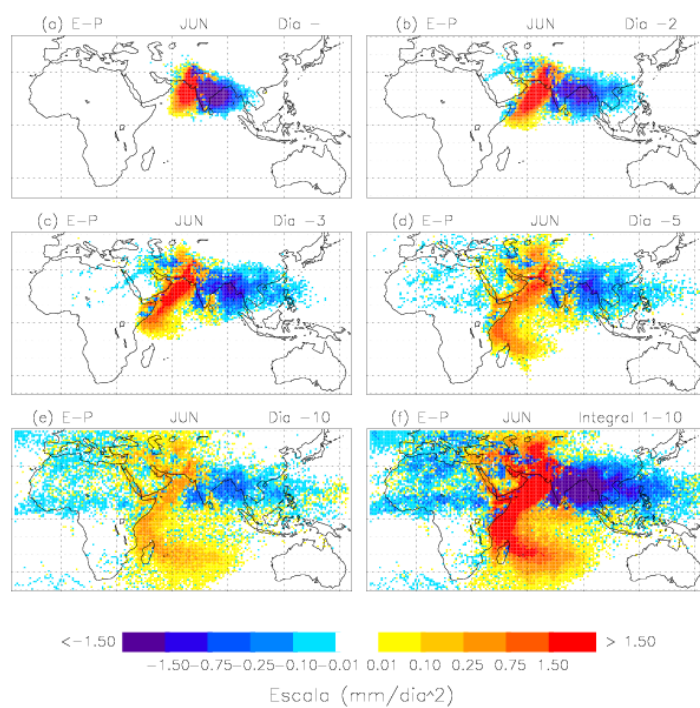 (a) E-P JUN Dia -
(b) E-P JUN Dia -2
(c) E-P JUN Dia -3
(d) E-P JUN Dia -5
(e) E-P JUN Dia -10
(f) E-P JUN Integral 1-10
<-1.50 > 1.50
-1.50 -0.75 -0.25 -0.10 -0.01 0.01 0.10 0.25 0.75 1.50
Escala (mm/dia^2)